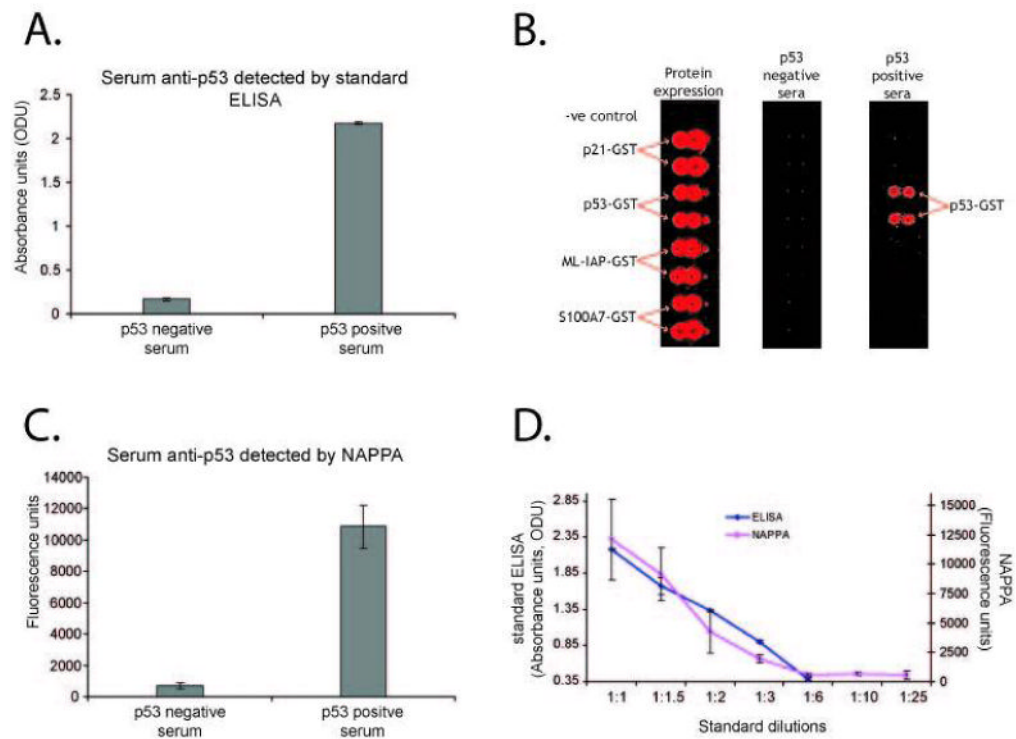 A.
Serum anti-p53 detected by standard
ELISA
Absorbance units (ODU)
2.5
2
1.5
1
0.5
0
p53 negative
serum
p53 positve
serum
B.
Protein
expression
p53
negative
sera
p53
positive
sera
-ve control
p21-GST
p53-GST
ML-IAP-GST
S100A7-GST
p53-GST
C.
Serum anti-p53 detected by NAPPA
Fluorescence units
14000
12000
10000
8000
6000
4000
2000
0
p53 negative
serum
p53 positve
serum
D.
standard ELISA
(Absorbance units, ODU)
2.85
2.35
1.85
1.35
0.85
0.35
ELISA
NAPPA
15000
12500
10000
7500
5000
2500
0
NAPPA
(Fluorescence units)
1:1
1:1.5
1:2
1:3
1:6
1:10
1:25
Standard dilutions